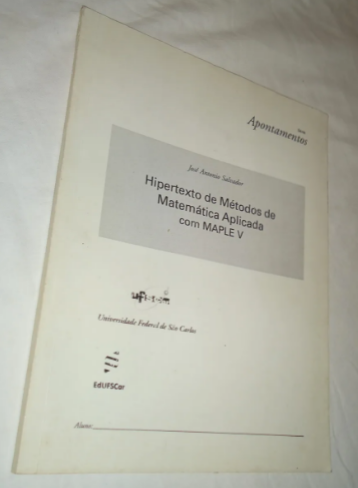 Série
Apontamentos
José Antonio Salvador
Hipertexto de Métodos de
Matemática Aplicada
com MAPLE V
Universidade Federal de São Carlos
EdUFSCar
Aluno: